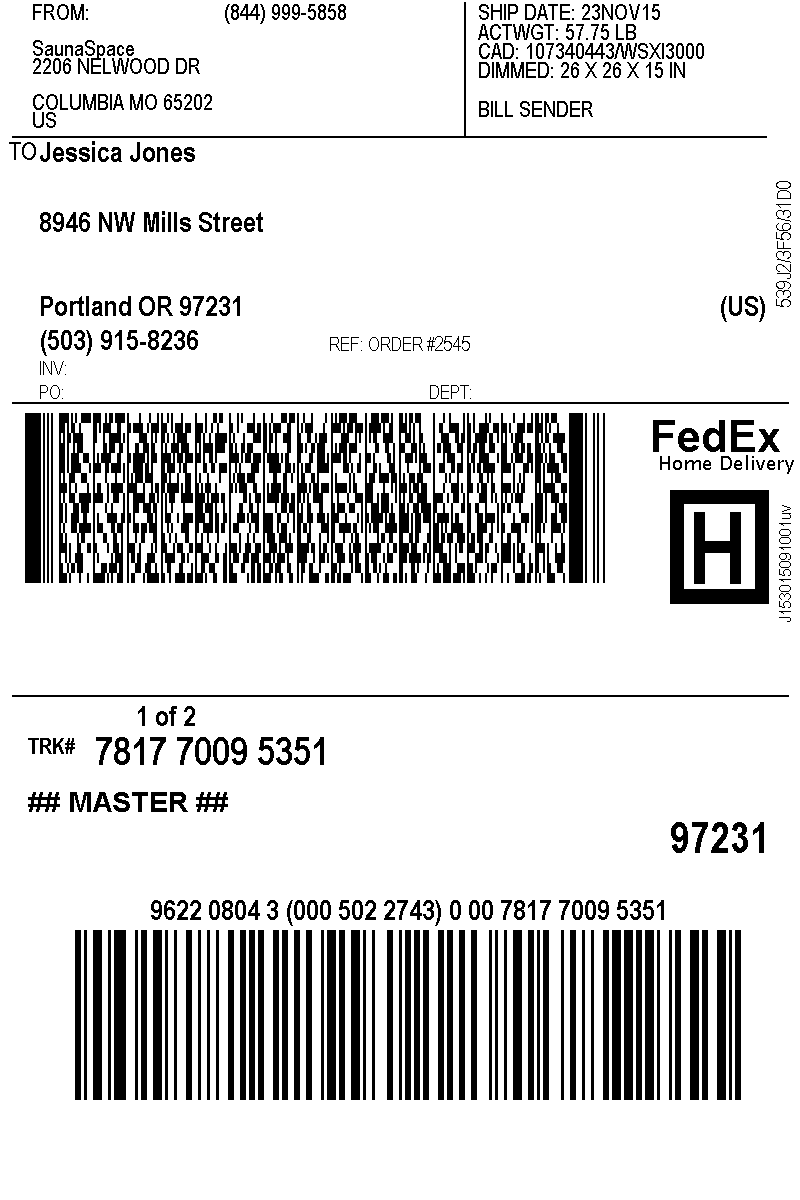 FROM: (844) 999-5858
SaunaSpace
2206 NELWOOD DR
COLUMBIA MO 65202
US
SHIP DATE: 23NOV15
ACTWGT: 57.75 LB
CAD: 107340443/WSXI3000
DIMMED: 26 X 26 X 15 IN
BILL SENDER
TO Jessica Jones
8946 NW Mills Street
Portland OR 97231 (US)
(503) 915-8236 REF: ORDER #2545
INV:
PO: DEPT:
539J2/3F56/31D0
FedEx
Home Delivery
H
J153015091001uv
1 of 2
TRK# 7817 7009 5351
## MASTER ##
97231
9622 0804 3 (000 502 2743) 0 00 7817 7009 5351